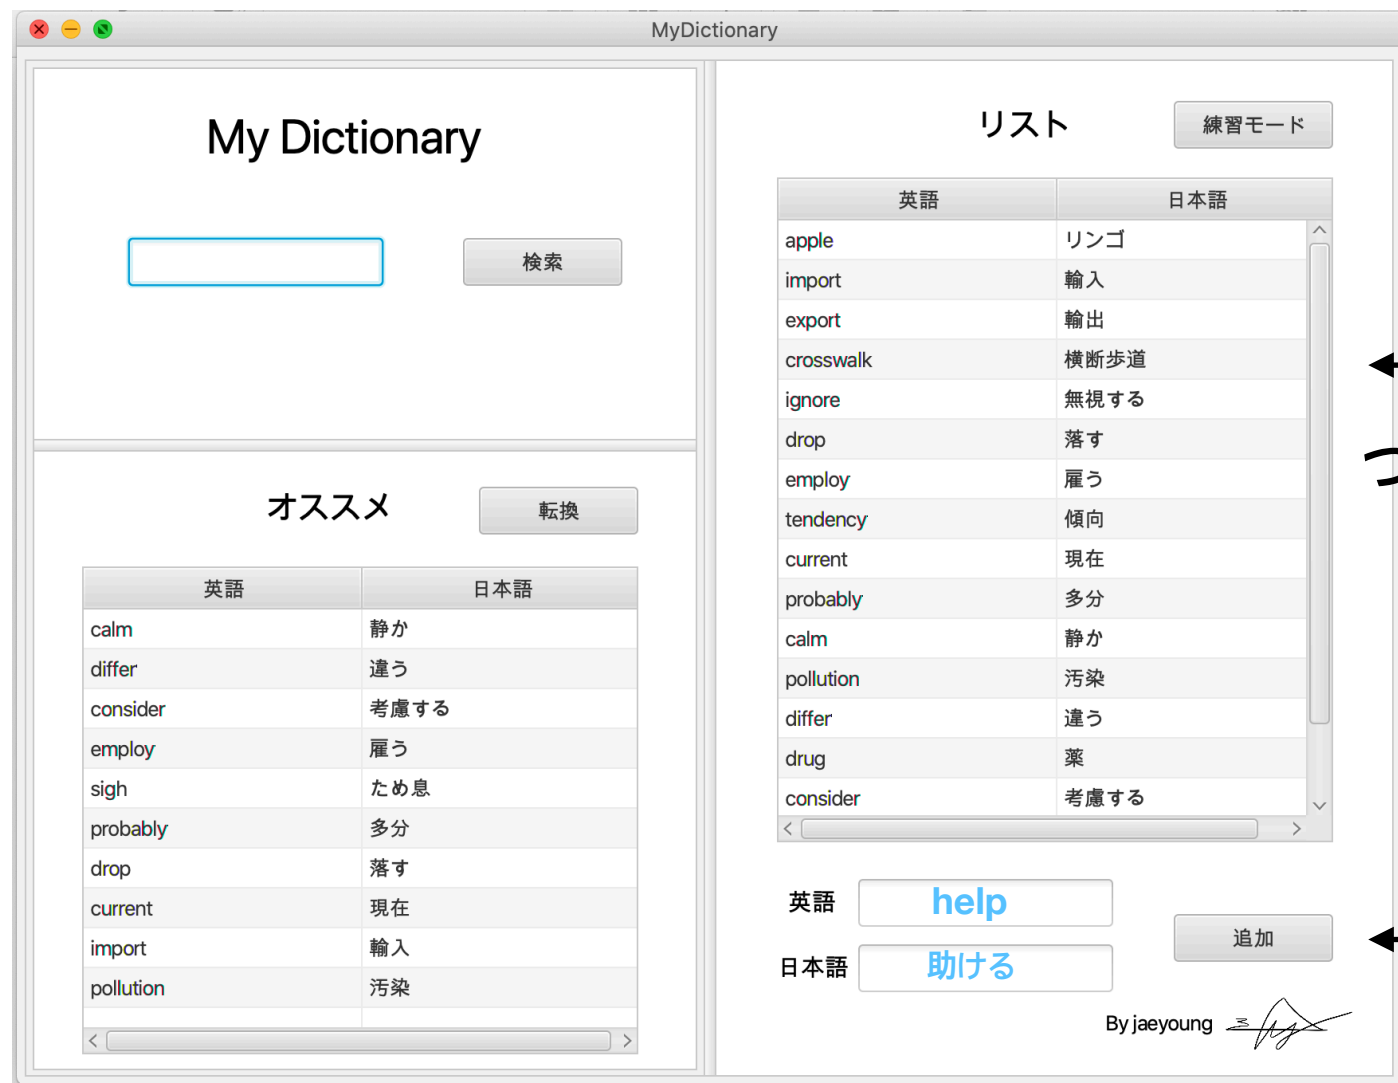 MyDictionary
My Dictionary
検索
オススメ
転換
英語 日本語
calm 静か
differ 違う
consider 考慮する
employ 雇う
sigh ため息
probably 多分
drop 落す
current 現在
import 輸入
pollution 汚染
リスト
練習モード
英語 日本語
apple リンゴ
import 輸入
export 輸出
crosswalk 横断歩道
ignore 無視する
drop 落す
employ 雇う
tendency 傾向
current 現在
probably 多分
calm 静か
pollution 汚染
differ 違う
drug 薬
consider 考慮する
英語 help
日本語 助ける
追加
By jaeyoung